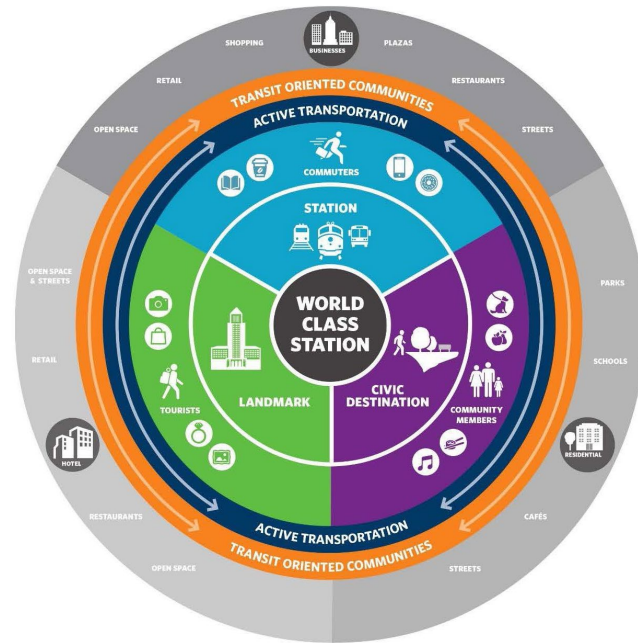 SHOPPING
BUSINESSES
PLAZAS
RETAIL
RESTAURANTS
OPEN SPACE
STREETS
TRANSIT ORIENTED COMMUNITIES
ACTIVE TRANSPORTATION
COMMUTERS
STATION
OPEN SPACE
& STREETS
RETAIL
HOTEL
RESTAURANTS
OPEN SPACE
TOURISTS
LANDMARK
WORLD
CLASS
STATION
CIVIC
DESTINATION
COMMUNITY
MEMBERS
PARKS
SCHOOLS
RESIDENTIAL
CAFÉS
STREETS
ACTIVE TRANSPORTATION
TRANSIT ORIENTED COMMUNITIES